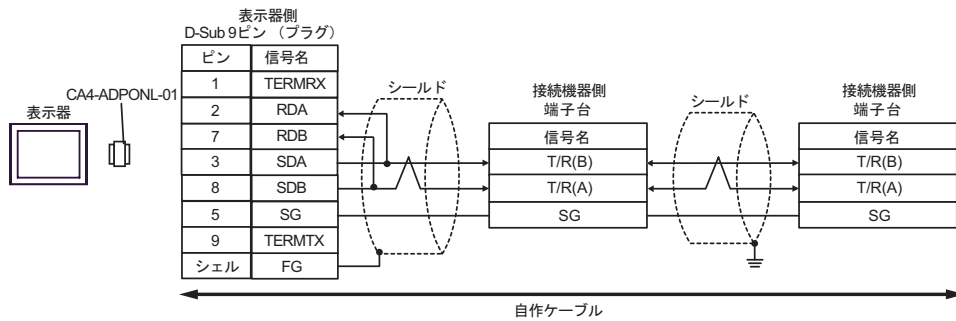 表示器
CA4-ADPONL-01
表示器側
D-Sub 9ピン （プラグ）
ピン 信号名
1 TERMRX
2 RDA
7 RDB
3 SDA
8 SDB
5 SG
9 TERMTX
シェル FG
シールド
接続機器側
端子台
信号名
T/R(B)
T/R(A)
SG
シールド
接続機器側
端子台
信号名
T/R(B)
T/R(A)
SG
自作ケーブル